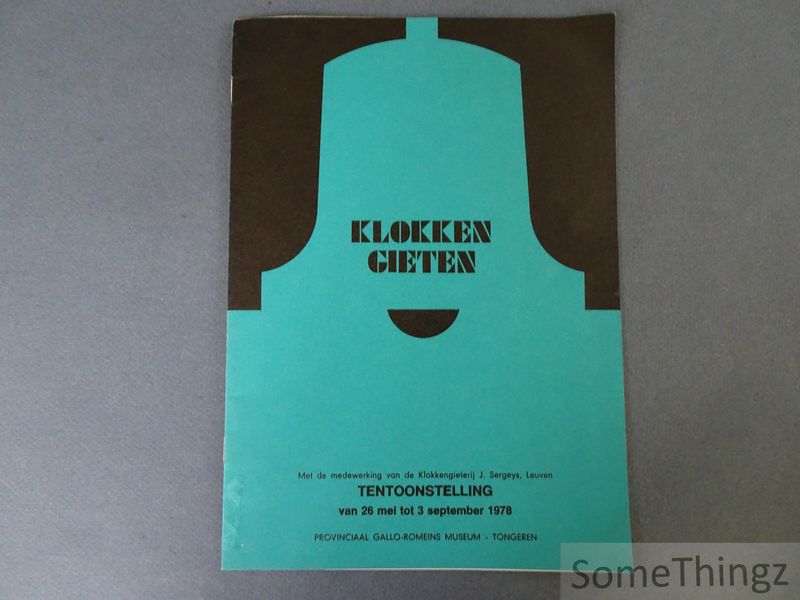 KLOKKEN
GIETEN
Met de medewerking van de Klokkengieterij J. Sergeys, Leuven
TENTOONSTELLING
van 26 mei tot 3 september 1978
PROVINCIAAL GALLO-ROMEINS MUSEUM - TONGEREN
SomeThingz